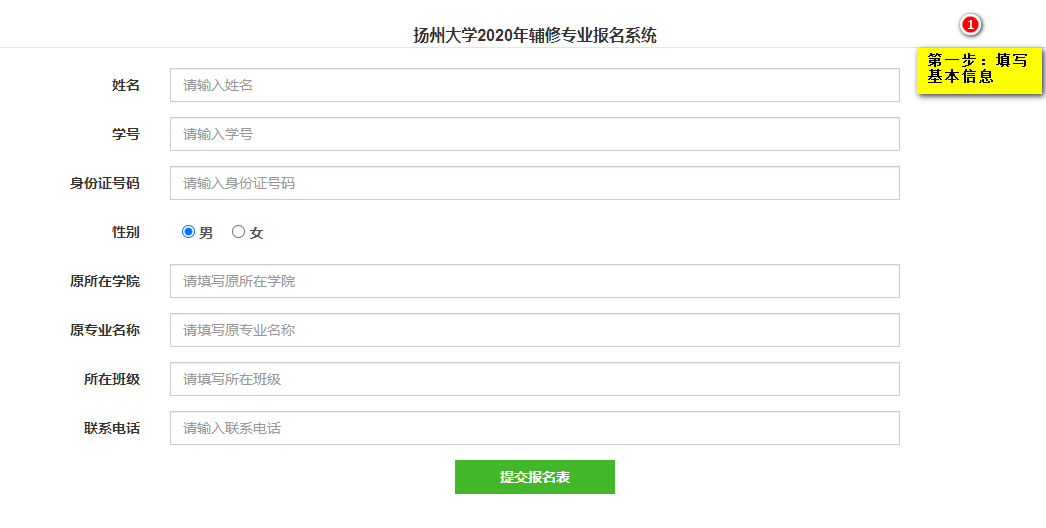 扬州大学2020年辅修专业报名系统
1
第一步：填写
基本信息
姓名 请输入姓名
学号 请输入学号
身份证号码 请输入身份证号码
性别 男 女
原所在学院 请填写原所在学院
原专业名称 请填写原专业名称
所在班级 请填写所在班级
联系电话 请输入联系电话
提交报名表